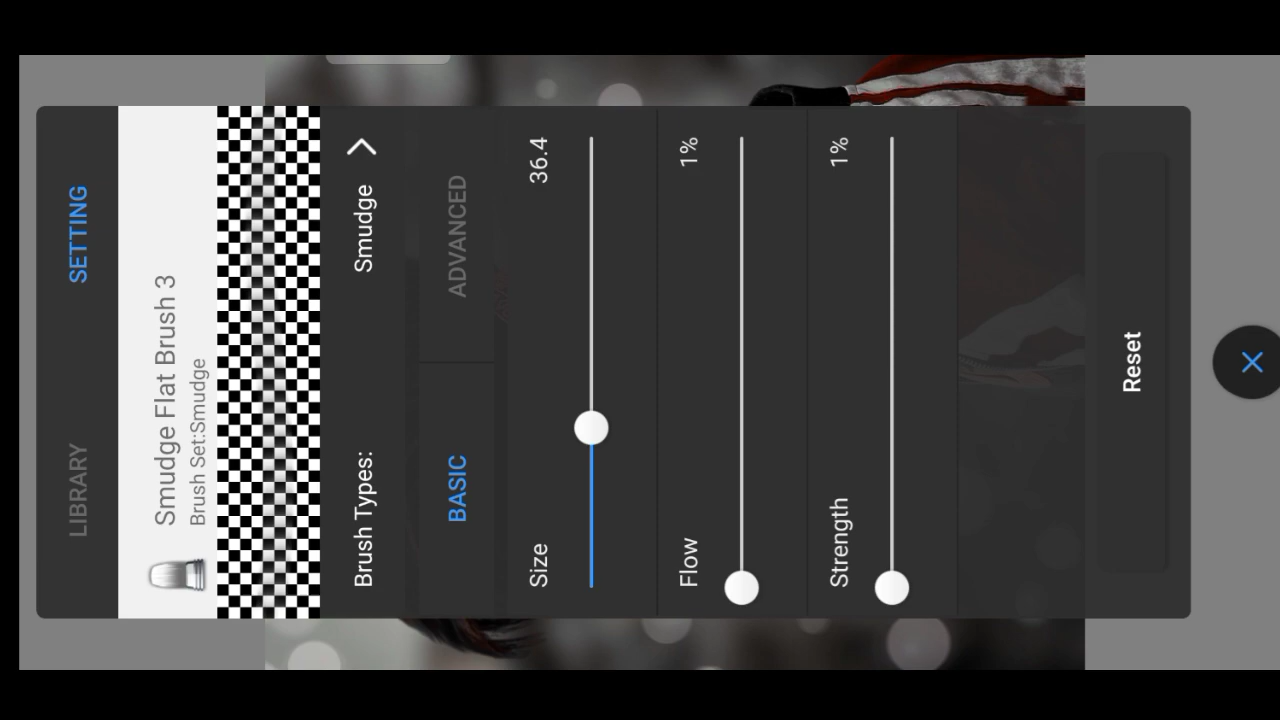 LIBRARY SETTING
Smudge Flat Brush 3
Brush Set:Smudge
Brush Types: Smudge
BASIC ADVANCED
Size 36.4
Flow 1%
Strength 1%
Reset